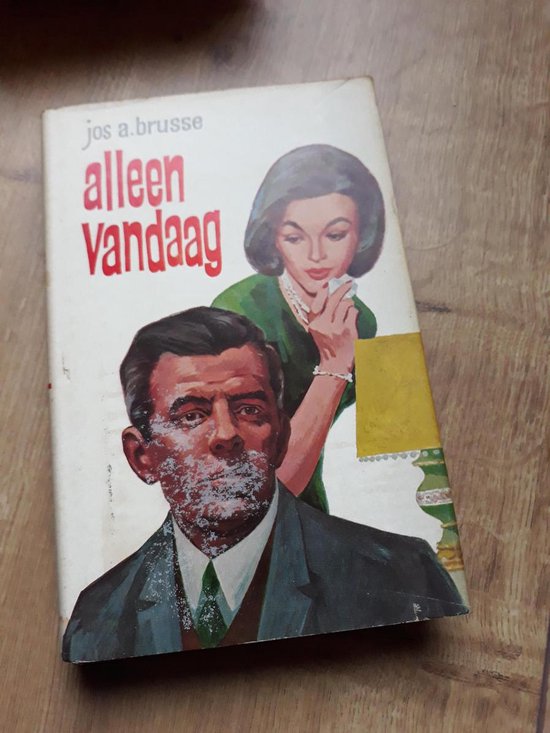 jos a. brusse
alleen
vandaag